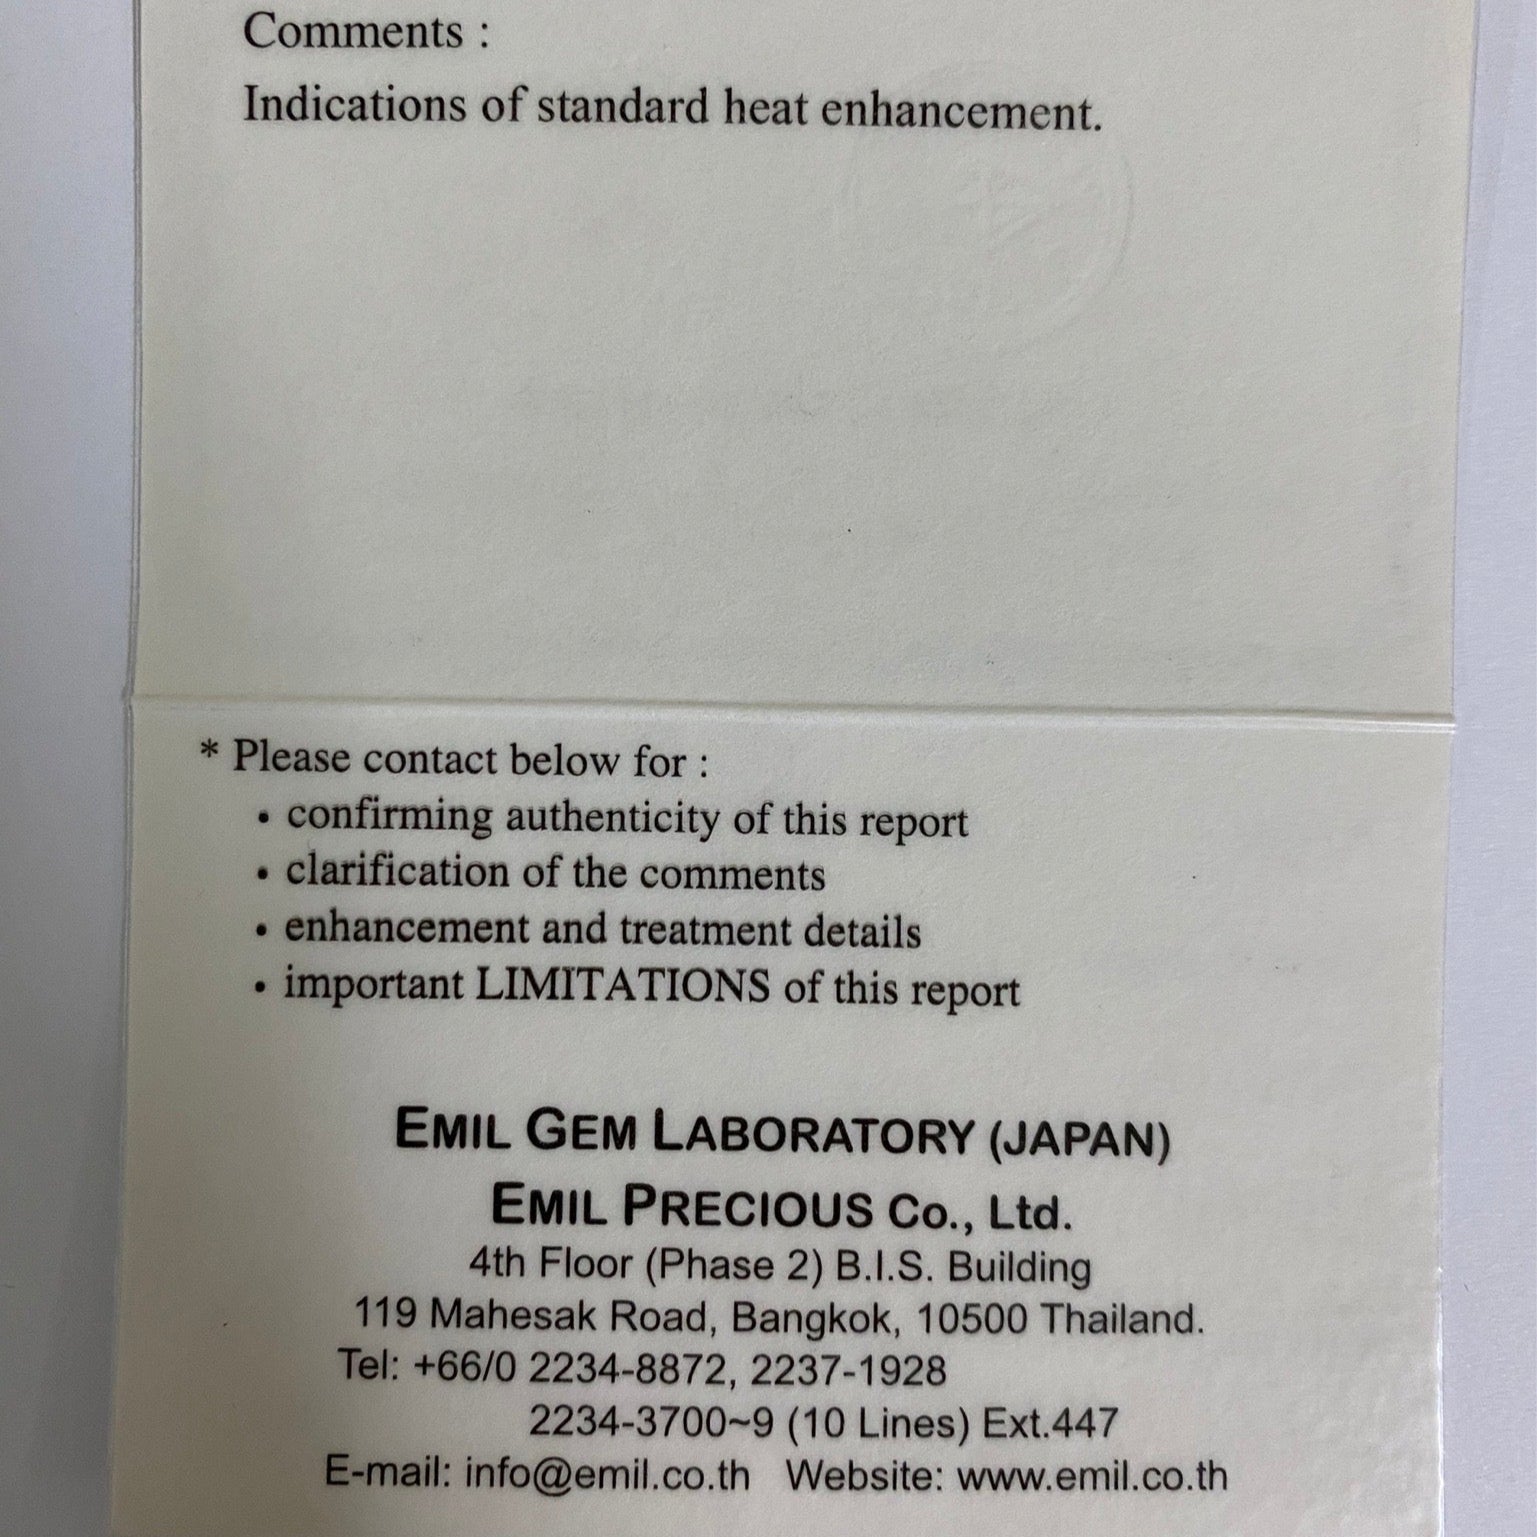 Comments :
Indications of standard heat enhancement.
* Please contact below for :
• confirming authenticity of this report
• clarification of the comments
• enhancement and treatment details
• important LIMITATIONS of this report
EMIL GEM LABORATORY (JAPAN)
EMIL PRECIOUS Co., Ltd.
4th Floor (Phase 2) B.I.S. Building
119 Mahesak Road, Bangkok, 10500 Thailand.
Tel: +66/0 2234-8872, 2237-1928
2234-3700~9 (10 Lines) Ext.447
E-mail: info@emil.co.th Website: www.emil.co.th